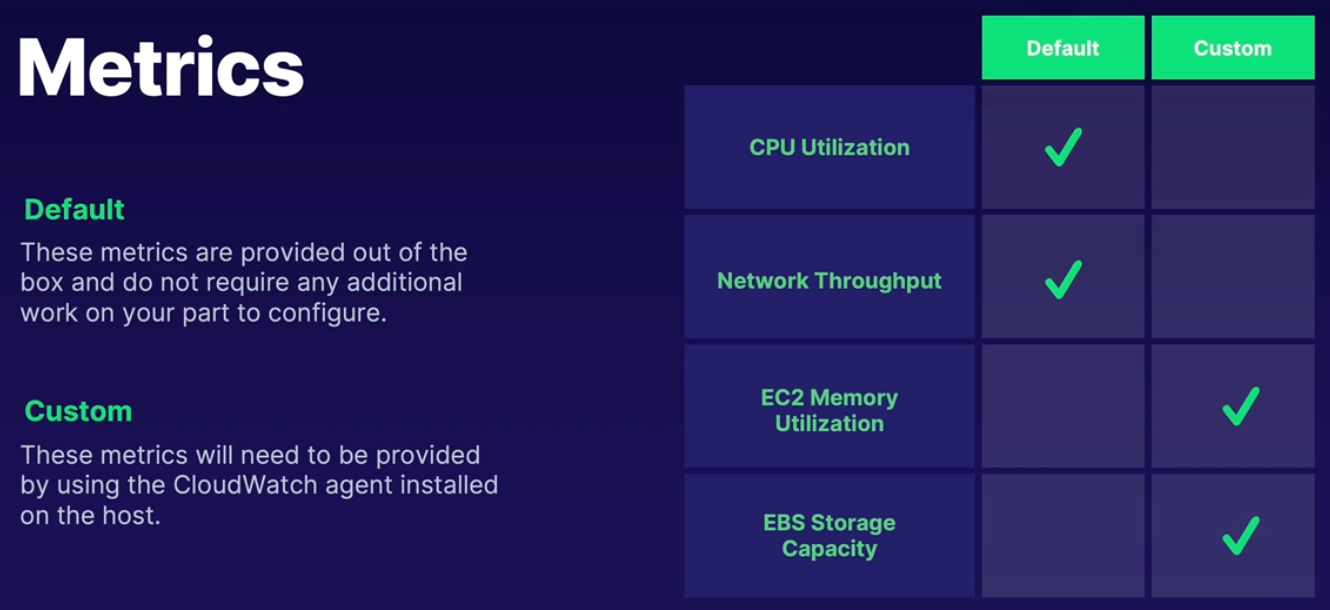 Metrics
Default
These metrics are provided out of the
box and do not require any additional
work on your part to configure.
Custom
These metrics will need to be provided
by using the CloudWatch agent installed
on the host.
Default Custom
CPU Utilization
Network Throughput
EC2 Memory
Utilization
EBS Storage
Capacity